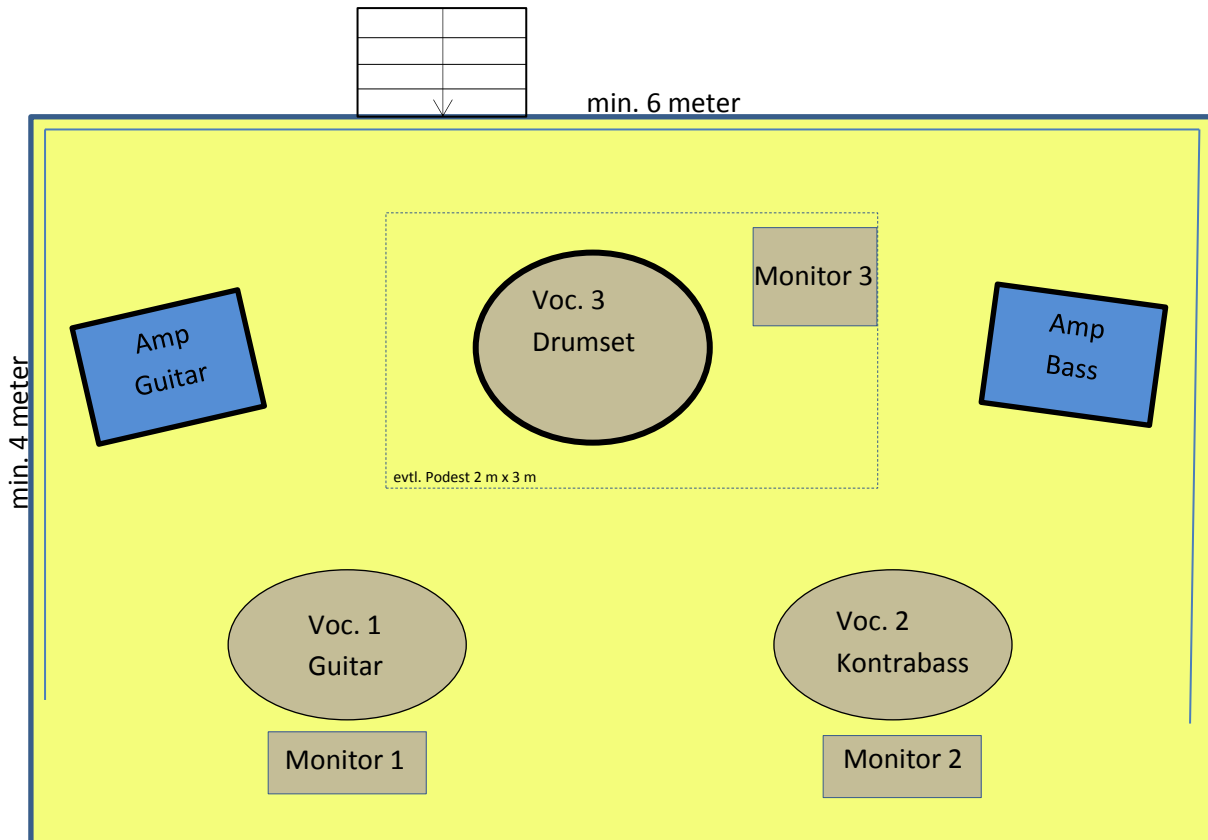 min. 6 meter
min. 4 meter
Amp
Guitar
Voc. 3
Drumset
Monitor 3
Amp
Bass
evtl. Podest 2 m x 3 m
Voc. 1
Guitar
Voc. 2
Kontrabass
Monitor 1
Monitor 2